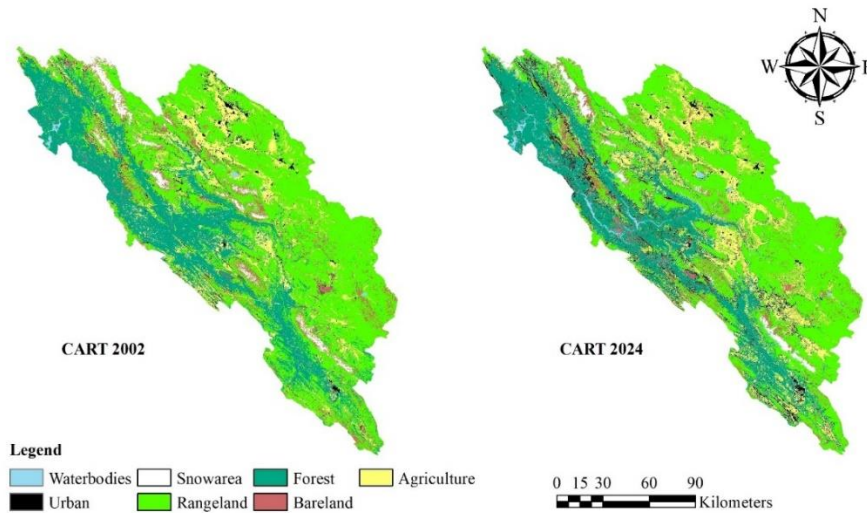 N
W E
S
CART 2002
CART 2024
Legend
Waterbodies Snowarea Forest Agriculture
Urban Rangeland Bareland
0 15 30 60 90
Kilometers